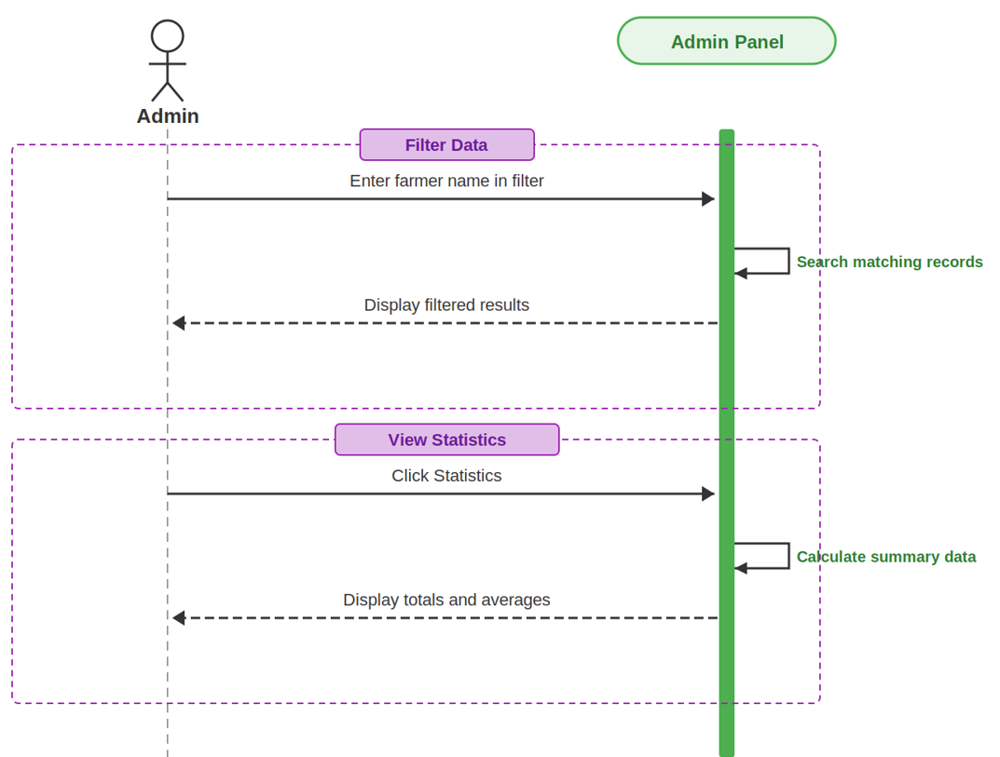 Admin Panel
Admin
Filter Data
Enter farmer name in filter
Search matching records
Display filtered results
View Statistics
Click Statistics
Calculate summary data
Display totals and averages